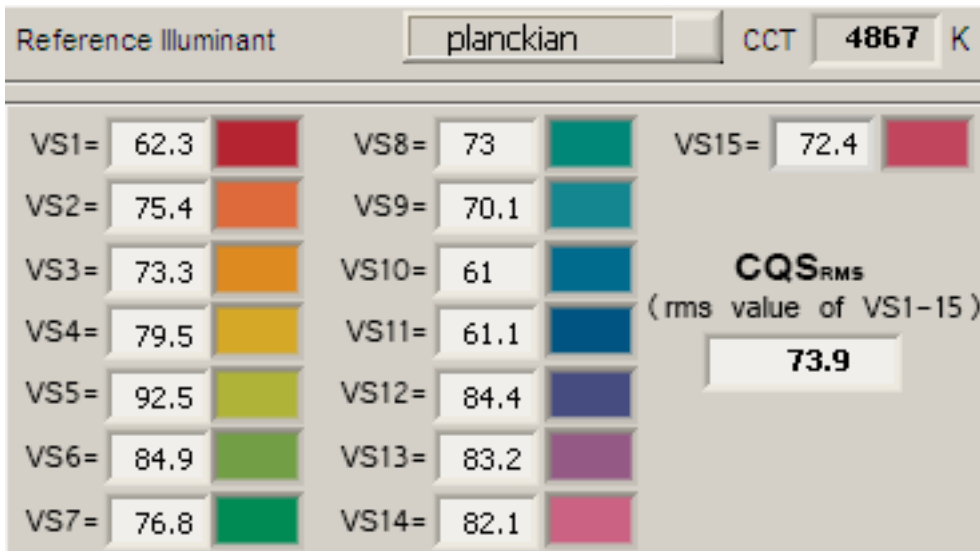 Reference Illuminant planckian CCT 4867 K
VS1= 62.3
VS2= 75.4
VS3= 73.3
VS4= 79.5
VS5= 92.5
VS6= 84.9
VS7= 76.8
VS8= 73
VS9= 70.1
VS10= 61
VS11= 61.1
VS12= 84.4
VS13= 83.2
VS14= 82.1
VS15= 72.4
CQSRMS
(rms value of VS1-15)
73.9